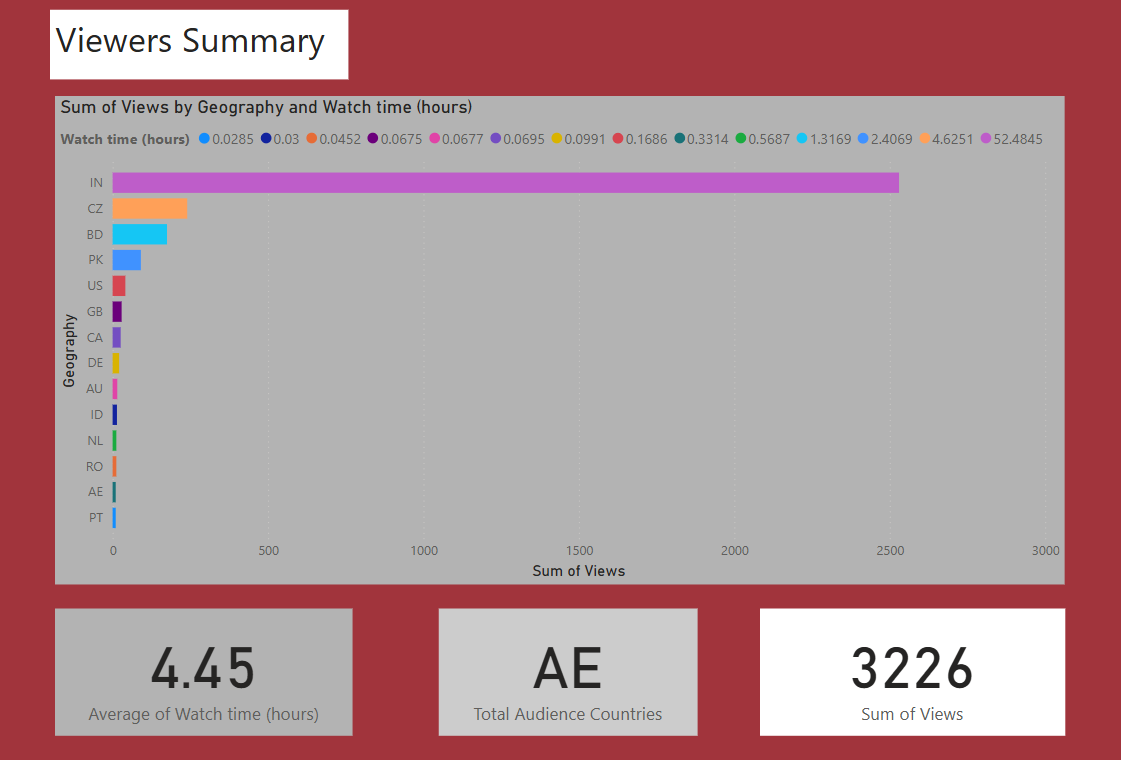 Viewers Summary
Sum of Views by Geography and Watch time (hours)
Watch time (hours) 0.0285 0.03 0.0452 0.0675 0.0677 0.0695 0.0991 0.1686 0.3314 0.5687 1.3169 2.4069 4.6251 52.4845
Geography
IN
CZ
BD
PK
US
GB
CA
DE
AU
ID
NL
RO
AE
PT
0 500 1000 1500 2000 2500 3000
Sum of Views
4.45
Average of Watch time (hours)
AE
Total Audience Countries
3226
Sum of Views